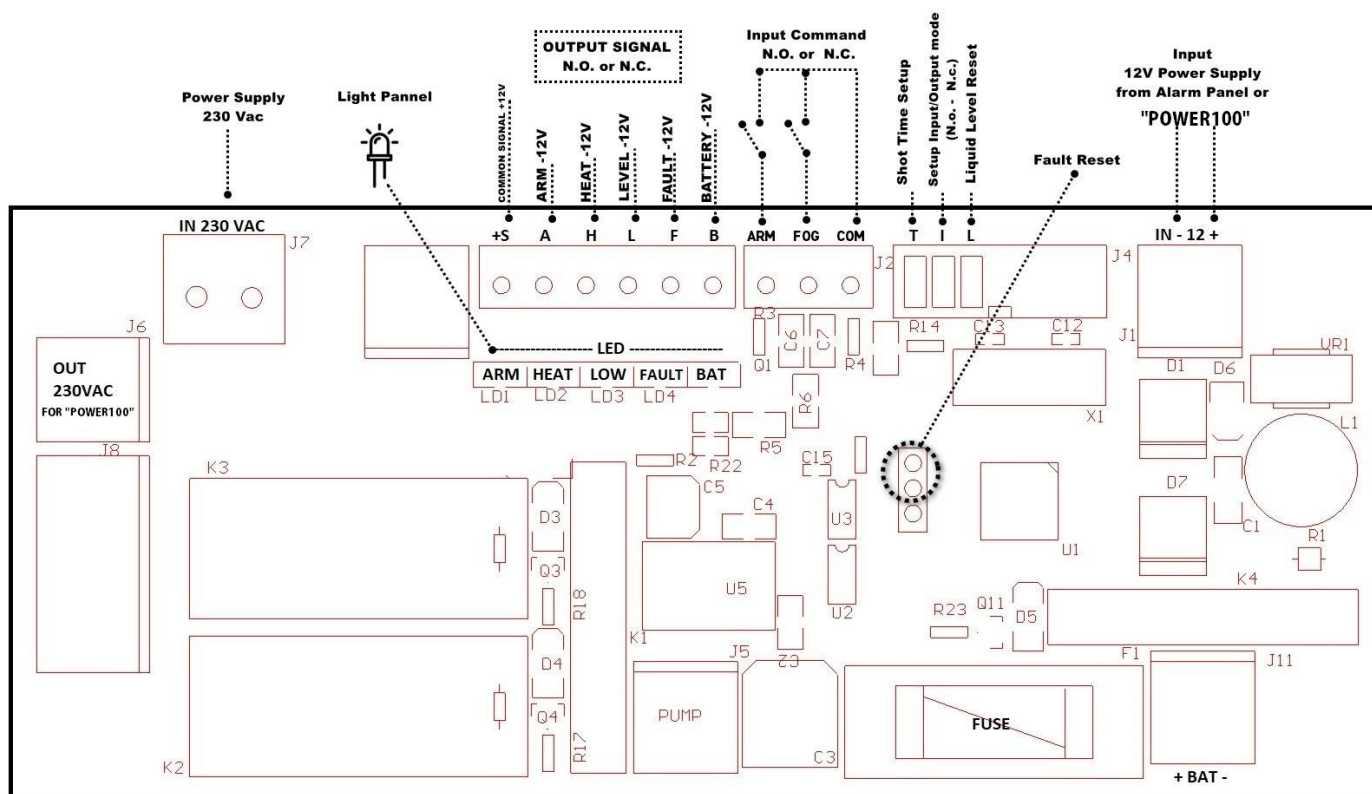 OUTPUT SIGNAL
N.O. or N.C.
Input Command
N.O. or N.C.
Input
12V Power Supply
from Alarm Panel or
"POWER100"
Power Supply
230 Vac
Light Pannel
COMMON SIGNAL +12V
ARM -12V
HEAT -12V
LEVEL -12V
FAULT -12V
BATTERY -12V
Shot Time Setup
Setup Input/Output mode
(N.o. - N.c.)
Liquid Level Reset
Fault Reset
IN 230 VAC
+S A H L F B
ARM FOG COM
T I L
IN - 12 +
J7
J2
J4
J6
OUT
230VAC
FOR "POWER100"
J8
LED
ARM HEAT LOW FAULT BAT
LD1 LD2 LD3 LD4
R3
C6
C7
R4
Q1
R14
C13
C12
J1
D1
D6
UR1
X1
L1
R6
R5
R2
R22
C15
K3
D3
C5
C4
U3
U1
D7
C1
R1
Q3
R18
U5
U2
R23
Q11
D5
K4
K1
C2
J5
F1
J11
D4
Q4
R17
K2
PUMP
C3
FUSE
+ BAT -